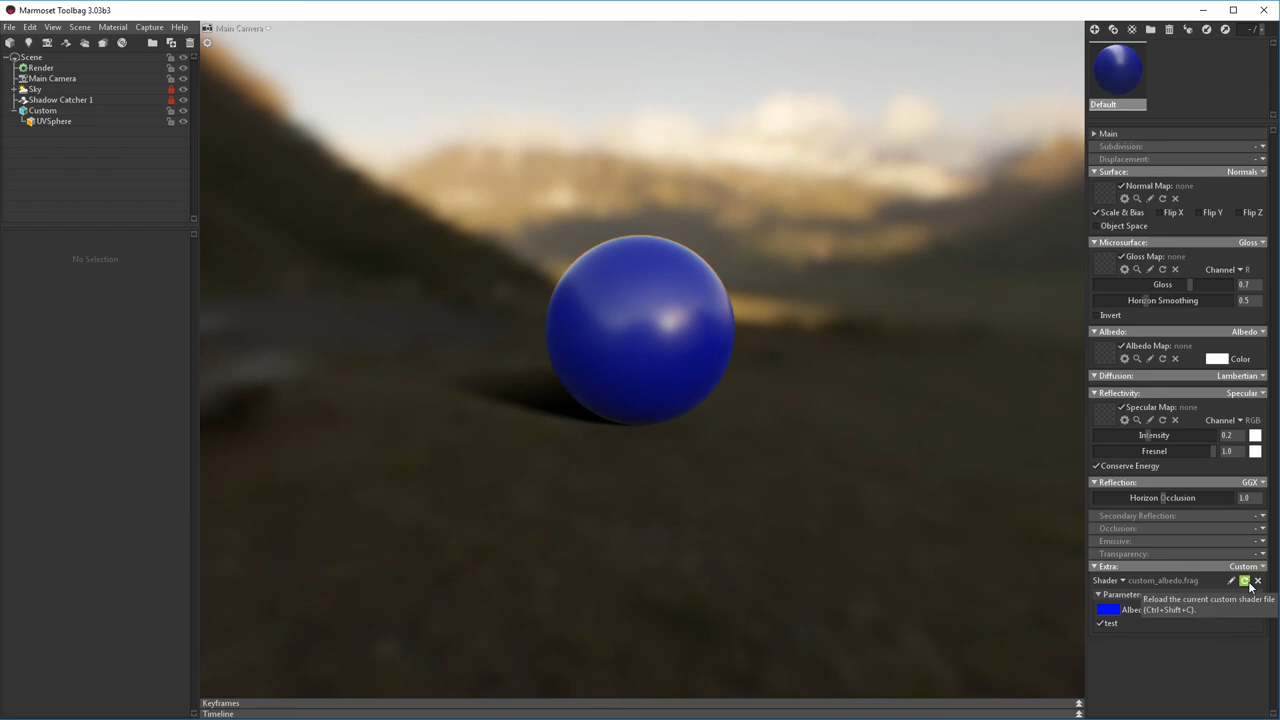 Marmoset Toolbag 3.03b3
File Edit View Scene Material Capture Help
Main Camera
- /
Scene
Render
Main Camera
Sky
Shadow Catcher 1
Custom
UVSphere
No Selection
Default
Main
Subdivision: -
Displacement: -
Surface: Normals
Normal Map: none
Scale & Bias Flip X Flip Y Flip Z
Object Space
Microsurface: Gloss
Gloss Map: none
Channel R
Gloss 0.7
Horizon Smoothing 0.5
Invert
Albedo: Albedo
Albedo Map: none
Color
Diffusion: Lambertian
Reflectivity: Specular
Specular Map: none
Channel RGB
Intensity 0.2
Fresnel 1.0
Conserve Energy
Reflection: GGX
Horizon Occlusion 1.0
Secondary Reflection: -
Occlusion: -
Emissive: -
Transparency: -
Extra: Custom
Shader custom_albedo.frag
Reload the current custom shader file
(Ctrl+Shift+C).
test
Keyframes
Timeline